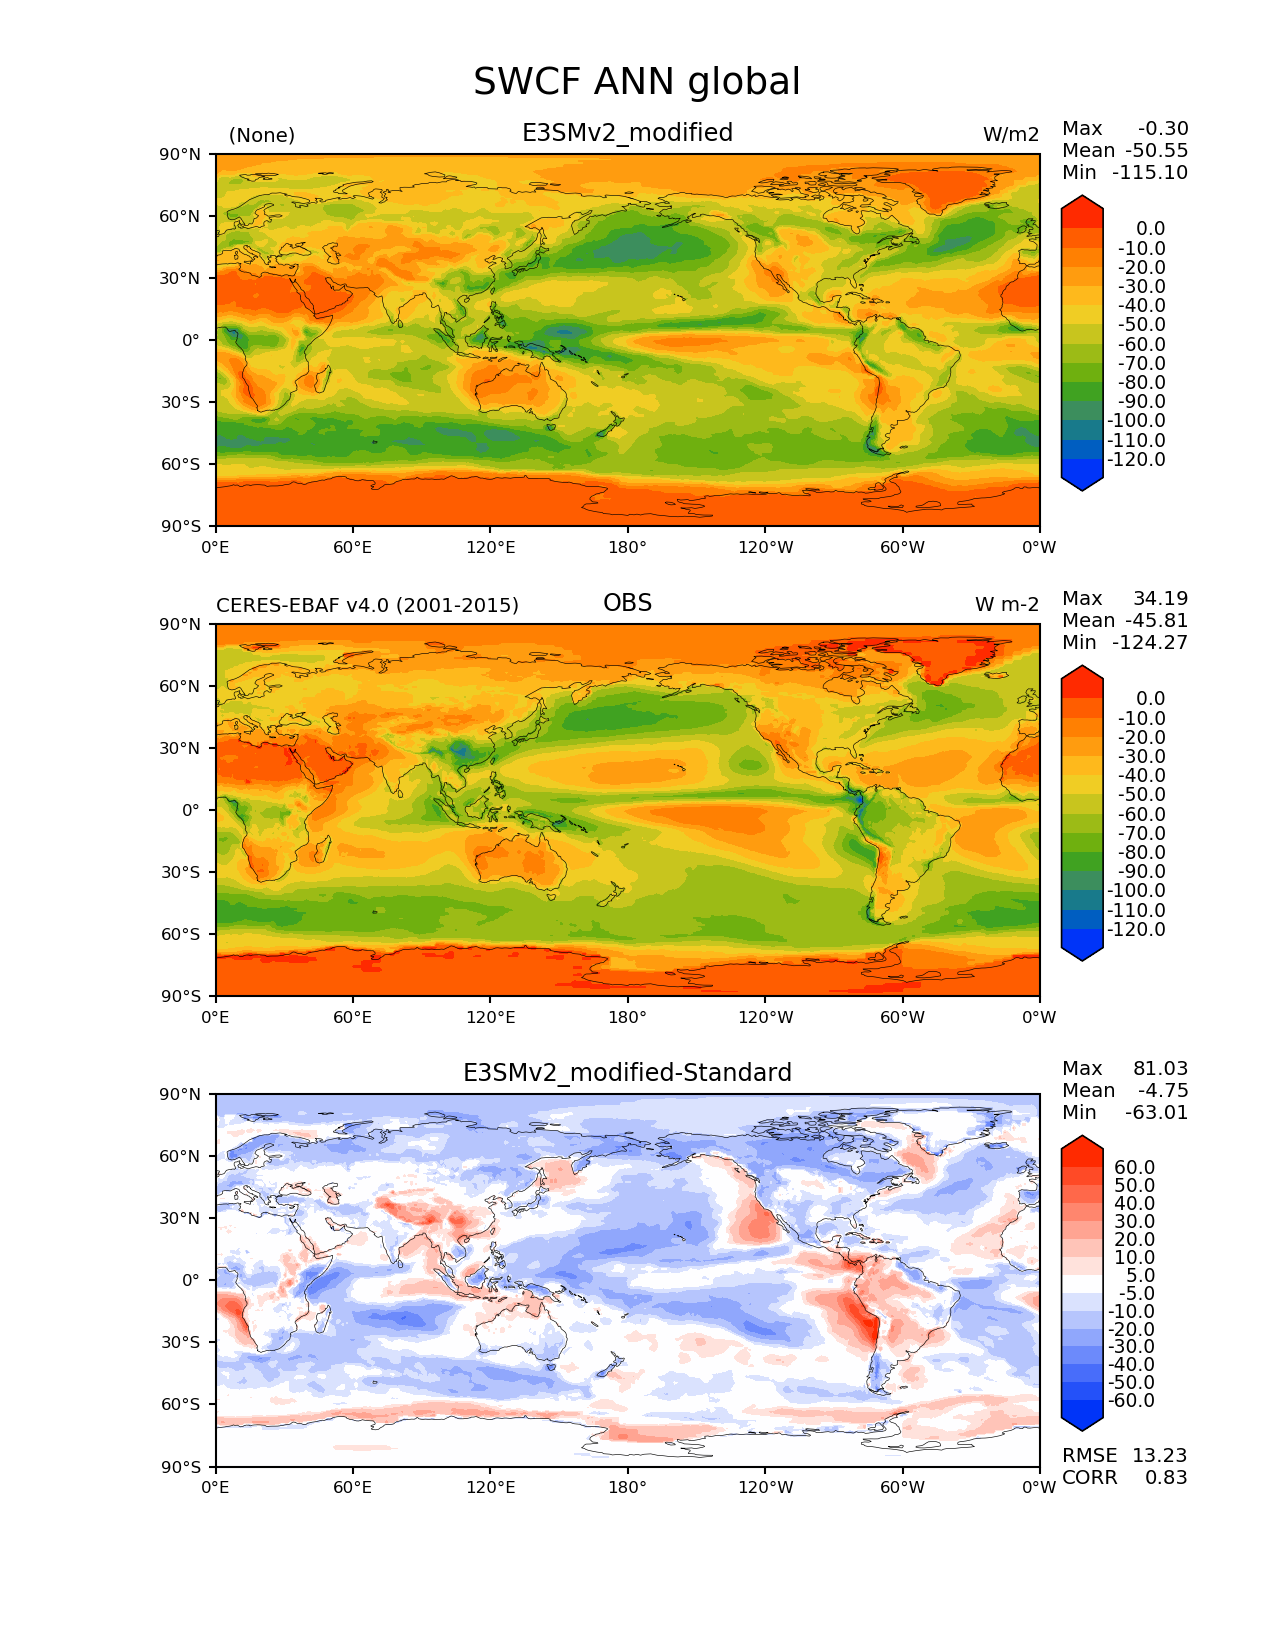 SWCF ANN global
(None) E3SMv2_modified W/m2
Max -0.30
Mean -50.55
Min -115.10
90°N
60°N
30°N
0°
30°S
60°S
90°S
0°E 60°E 120°E 180° 120°W 60°W 0°W
0.0
-10.0
-20.0
-30.0
-40.0
-50.0
-60.0
-70.0
-80.0
-90.0
-100.0
-110.0
-120.0
CERES-EBAF v4.0 (2001-2015) OBS W m-2
Max 34.19
Mean -45.81
Min -124.27
90°N
60°N
30°N
0°
30°S
60°S
90°S
0°E 60°E 120°E 180° 120°W 60°W 0°W
0.0
-10.0
-20.0
-30.0
-40.0
-50.0
-60.0
-70.0
-80.0
-90.0
-100.0
-110.0
-120.0
E3SMv2_modified-Standard
Max 81.03
Mean -4.75
Min -63.01
90°N
60°N
30°N
0°
30°S
60°S
90°S
0°E 60°E 120°E 180° 120°W 60°W 0°W
60.0
50.0
40.0
30.0
20.0
10.0
5.0
-5.0
-10.0
-20.0
-30.0
-40.0
-50.0
-60.0
RMSE 13.23
CORR 0.83